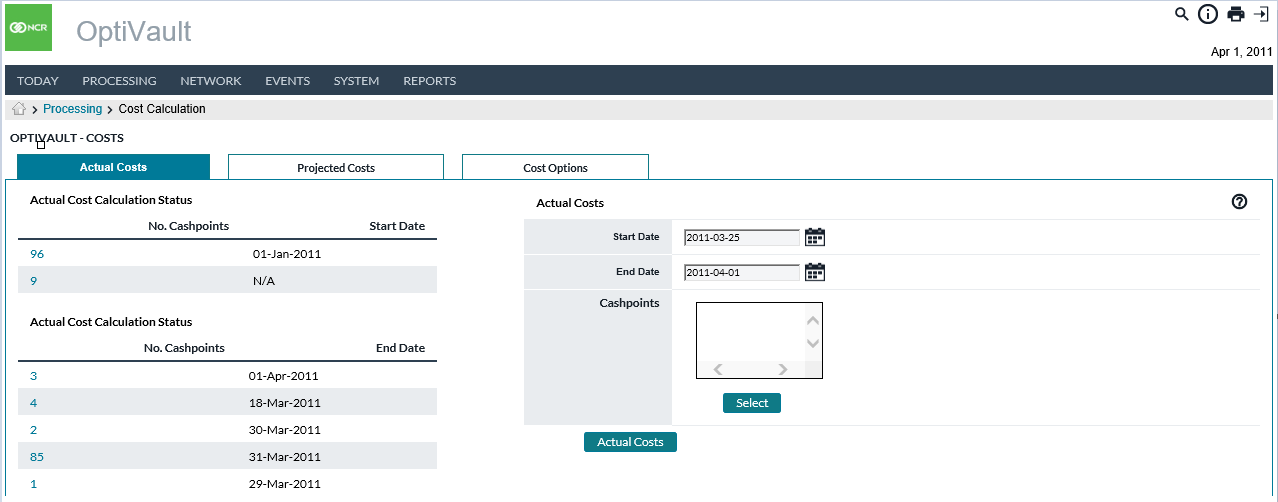 NCR
OptiVault
Apr 1, 2011
TODAY PROCESSING NETWORK EVENTS SYSTEM REPORTS
Processing Cost Calculation
OPTIVAULT - COSTS
Actual Costs Projected Costs Cost Options
Actual Cost Calculation Status
No. Cashpoints Start Date
96 01-Jan-2011
9 N/A
Actual Cost Calculation Status
No. Cashpoints End Date
3 01-Apr-2011
4 18-Mar-2011
2 30-Mar-2011
85 31-Mar-2011
1 29-Mar-2011
Actual Costs
Start Date 2011-03-25
End Date 2011-04-01
Cashpoints
Select
Actual Costs